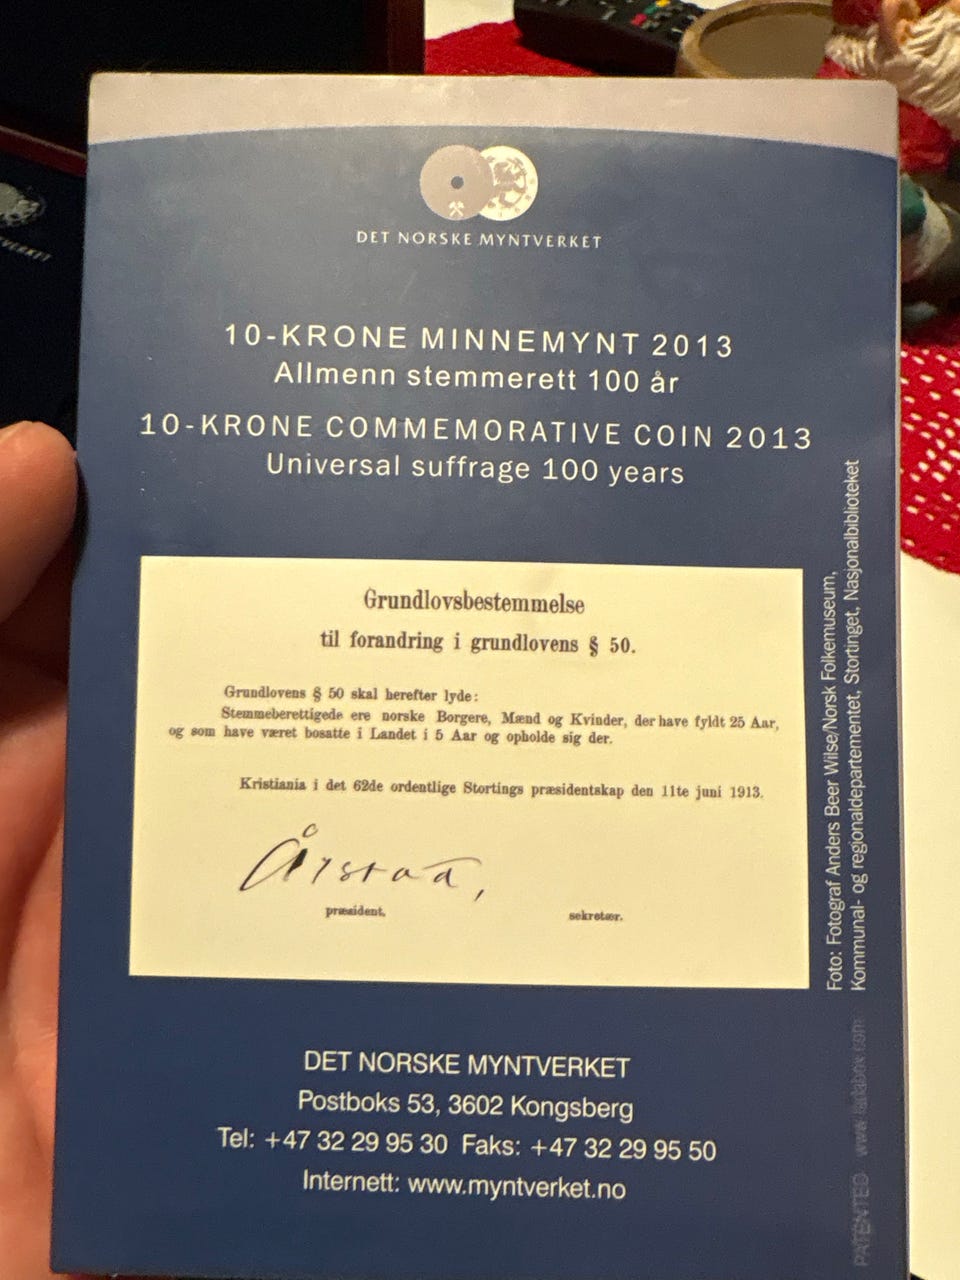 DET NORSKE MYNTVERKET
10-KRONE MINNEMYNT 2013
Allmenn stemmerett 100 år
10-KRONE COMMEMORATIVE COIN 2013
Universal suffrage 100 years
Grundlovsbestemmelse
til forandring i grundlovens § 50.
Grundlovens § 50 skal herefter lyde:
Stemmeberettigede ere norske Borgere, Mænd og Kvinder, der have fyldt 25 Aar,
og som have været bosatte i Landet i 5 Aar og opholde sig der.
Kristiania i det 62de ordentlige Stortings præsidentskap den 11te juni 1913.
Årstad,
præsident. sekretær.
DET NORSKE MYNTVERKET
Postboks 53, 3602 Kongsberg
Tel: +47 32 29 95 30 Faks: +47 32 29 95 50
Internett: www.myntverket.no
Foto: Fotograf Anders Beer Wilse/Norsk Folkemuseum,
Kommunal- og regionaldepartementet, Stortinget, Nasjonalbiblioteket
PATENTED